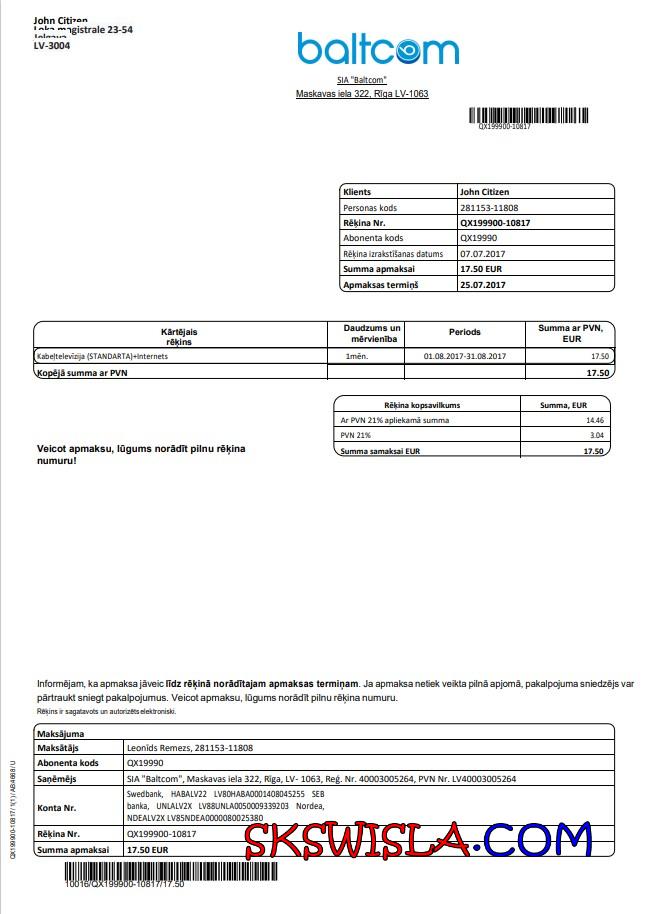 John Citizen
Loka magistrale 23-54
Jelgava
LV-3004
baltcom
SIA "Baltcom"
Maskavas iela 322, Rīga LV-1063
QX199900-10817
Klients John Citizen
Personas kods 281153-11808
Rēķina Nr. QX199900-10817
Abonenta kods QX19990
Rēķina izrakstīšanas datums 07.07.2017
Summa apmaksai 17.50 EUR
Apmaksas termiņš 25.07.2017
Kārtējais rēķins Daudzums un mērvienība Periods Summa ar PVN, EUR
Kabeļtelevīzija (STANDARTA)+Internets 1mēn. 01.08.2017-31.08.2017 17.50
Kopējā summa ar PVN 17.50
Rēķina kopsavilkums Summa, EUR
Ar PVN 21% apliekamā summa 14.46
PVN 21% 3.04
Summa samaksai EUR 17.50
Veicot apmaksu, lūgums norādīt pilnu rēķina
numuru!
Informējam, ka apmaksa jāveic līdz rēķinā norādītajam apmaksas termiņam. Ja apmaksa netiek veikta pilnā apjomā, pakalpojuma sniedzējs var
pārtraukt sniegt pakalpojumus. Veicot apmaksu, lūgums norādīt pilnu rēķina numuru.
Rēķins ir sagatavots un autorizēts elektroniski.
Maksājuma
Maksātājs Leonīds Remezs, 281153-11808
Abonenta kods QX19990
Saņēmējs SIA "Baltcom", Maskavas iela 322, Rīga, LV- 1063, Reģ. Nr. 40003005264, PVN Nr. LV40003005264
Konta Nr. Swedbank, HABALV22 LV80HABA0001408045255 SEB
banka, UNLALV2X LV88UNLA0050009339203 Nordea,
NDEALV2X LV85NDEA0000080025380
Rēķina Nr. QX199900-10817
Summa apmaksai 17.50 EUR
SKSWISLA.COM
10016/QX199900-10817/17.50
QX199900-10817/ 1(1) / AB4668 / U